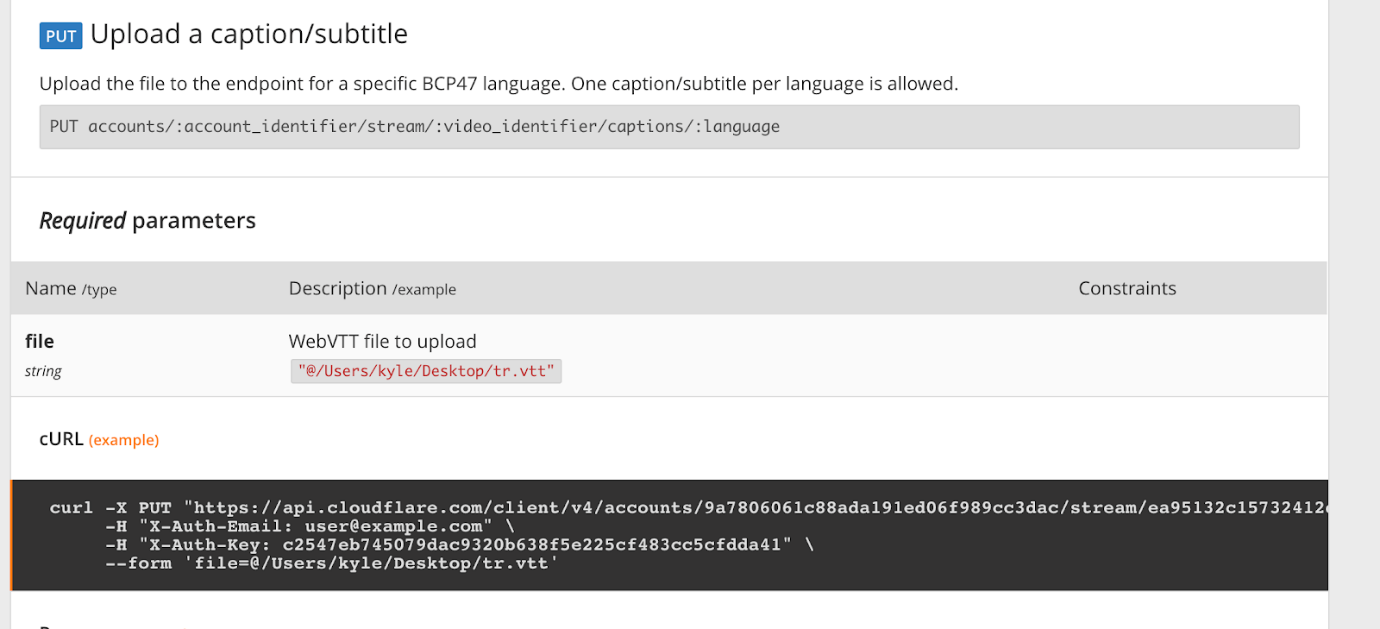 PUT Upload a caption/subtitle
Upload the file to the endpoint for a specific BCP47 language. One caption/subtitle per language is allowed.
PUT accounts/:account_identifier/stream/:video_identifier/captions/:language
Required parameters
Name /type Description /example Constraints
file WebVTT file to upload
string "@/Users/kyle/Desktop/tr.vtt"
cURL (example)
curl -X PUT "https://api.cloudflare.com/client/v4/accounts/9a7806061c88ada191ed06f989cc3dac/stream/ea95132c15732412
-H "X-Auth-Email: user@example.com" \
-H "X-Auth-Key: c2547eb745079dac9320b638f5e225cf483cc5cfdda41" \
--form 'file=@/Users/kyle/Desktop/tr.vtt'